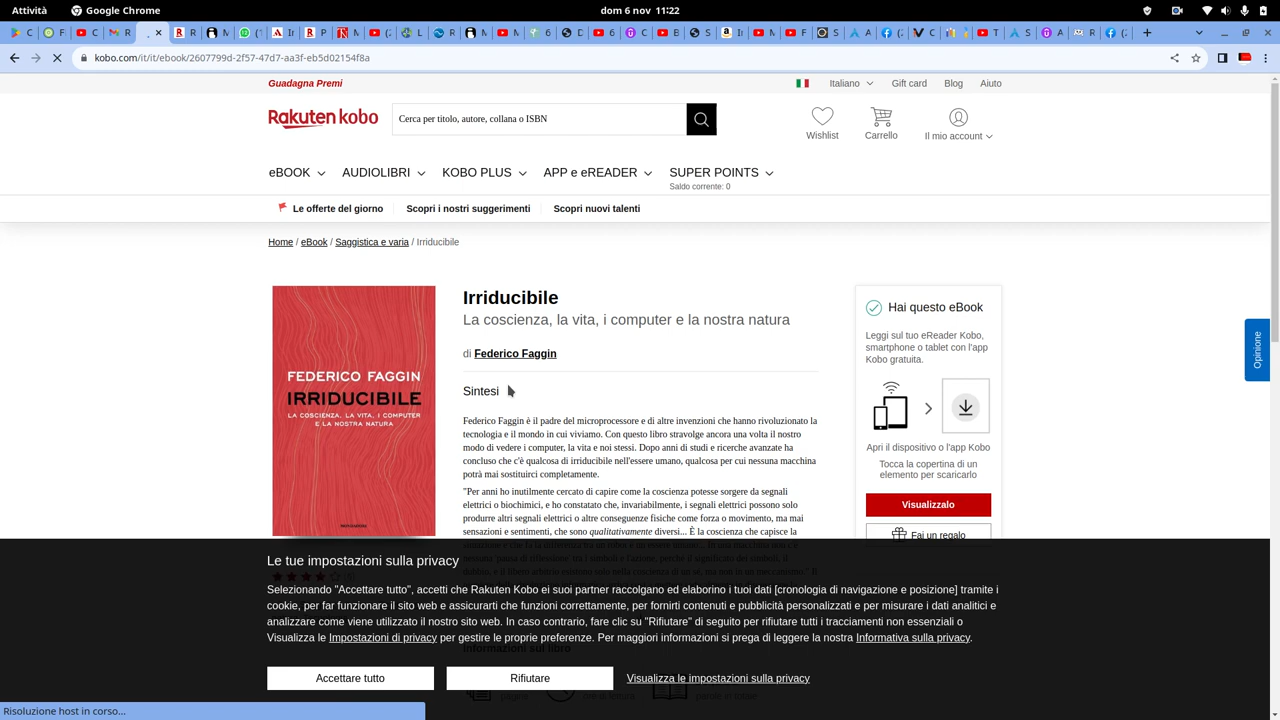 Attività
Google Chrome
dom 6 nov 11:22
kobo.com/it/it/ebook/2607799d-2f57-47d7-aa3f-eb5d02154f8a
Guadagna Premi
Italiano
Gift card
Blog
Aiuto
Rakuten kobo
Cerca per titolo, autore, collana o ISBN
Wishlist
Carrello
Il mio account
eBOOK
AUDIOLIBRI
KOBO PLUS
APP e eREADER
SUPER POINTS
Saldo corrente: 0
Le offerte del giorno
Scopri i nostri suggerimenti
Scopri nuovi talenti
Home / eBook / Saggistica e varia / Irriducibile
FEDERICO FAGGIN
IRRIDUCIBILE
LA COSCIENZA, LA VITA, I COMPUTER
E LA NOSTRA NATURA
MONDADORI
Irriducibile
La coscienza, la vita, i computer e la nostra natura
di Federico Faggin
Sintesi
Federico Faggin è il padre del microprocessore e di altre invenzioni che hanno rivoluzionato la
tecnologia e il mondo in cui viviamo. Con questo libro stravolge ancora una volta il nostro
modo di vedere i computer, la vita e noi stessi. Dopo anni di studi e ricerche avanzate ha
concluso che c'è qualcosa di irriducibile nell'essere umano, qualcosa per cui nessuna macchina
potrà mai sostituirci completamente.
"Per anni ho inutilmente cercato di capire come la coscienza potesse sorgere da segnali
elettrici o biochimici, e ho constatato che, invariabilmente, i segnali elettrici possono solo
produrre altri segnali elettrici o altre conseguenze fisiche come forza o movimento, ma mai
sensazioni e sentimenti, che sono qualitativamente diversi... È la coscienza che capisce la
Hai questo eBook
Leggi sul tuo eReader Kobo,
smartphone o tablet con l'app
Kobo gratuita.
Apri il dispositivo o l'app Kobo
Tocca la copertina di un
elemento per scaricarlo
Visualizzalo
Fai un regalo
Opinione
Le tue impostazioni sulla privacy
Selezionando "Accettare tutto", accetti che Rakuten Kobo ei suoi partner raccolgano ed elaborino i tuoi dati [cronologia di navigazione e posizione] tramite i
cookie, per far funzionare il sito web e assicurarti che funzioni correttamente, per fornirti contenuti e pubblicità personalizzati e per misurare i dati analitici e
analizzare come viene utilizzato il nostro sito web. In caso contrario, fare clic su "Rifiutare" di seguito per rifiutare tutti i tracciamenti non essenziali o
Visualizza le Impostazioni di privacy per gestire le proprie preferenze. Per maggiori informazioni si prega di leggere la nostra Informativa sulla privacy.
Informazioni sul libro
Accettare tutto
Rifiutare
Visualizza le impostazioni sulla privacy
Risoluzione host in corso...